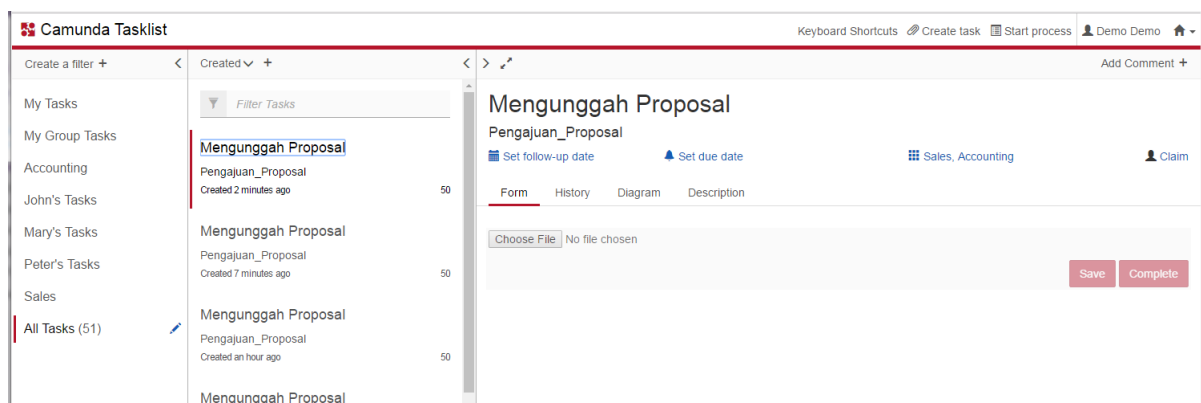 Camunda Tasklist
Keyboard Shortcuts Create task Start process Demo Demo
Create a filter +
Created +
Add Comment +
My Tasks
My Group Tasks
Accounting
John's Tasks
Mary's Tasks
Peter's Tasks
Sales
All Tasks (51)
Filter Tasks
Mengunggah Proposal
Pengajuan_Proposal
Created 2 minutes ago 50
Mengunggah Proposal
Pengajuan_Proposal
Created 7 minutes ago 50
Mengunggah Proposal
Pengajuan_Proposal
Created an hour ago 50
Mengunggah Proposal
Mengunggah Proposal
Pengajuan_Proposal
Set follow-up date Set due date Sales, Accounting Claim
Form History Diagram Description
Choose File No file chosen
Save Complete